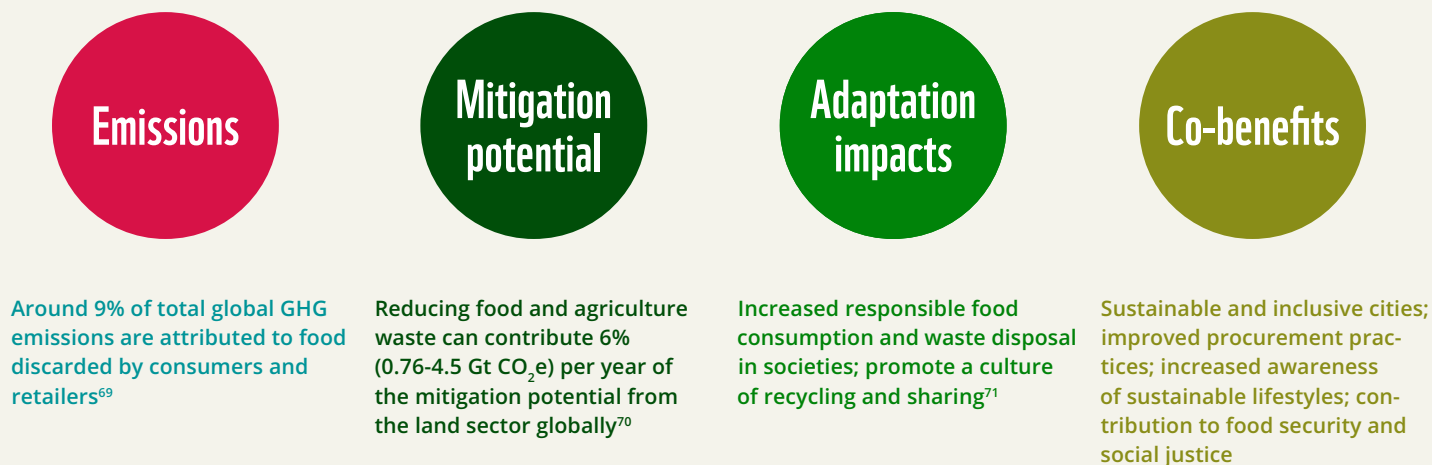 Emissions
Mitigation
potential
Adaptation
impacts
Co-benefits
Around 9% of total global GHG
emissions are attributed to food
discarded by consumers and
retailers⁶⁹
Reducing food and agriculture
waste can contribute 6%
(0.76-4.5 Gt CO₂e) per year of
the mitigation potential from
the land sector globally⁷⁰
Increased responsible food
consumption and waste disposal
in societies; promote a culture
of recycling and sharing⁷¹
Sustainable and inclusive cities;
improved procurement prac-
tices; increased awareness
of sustainable lifestyles; con-
tribution to food security and
social justice